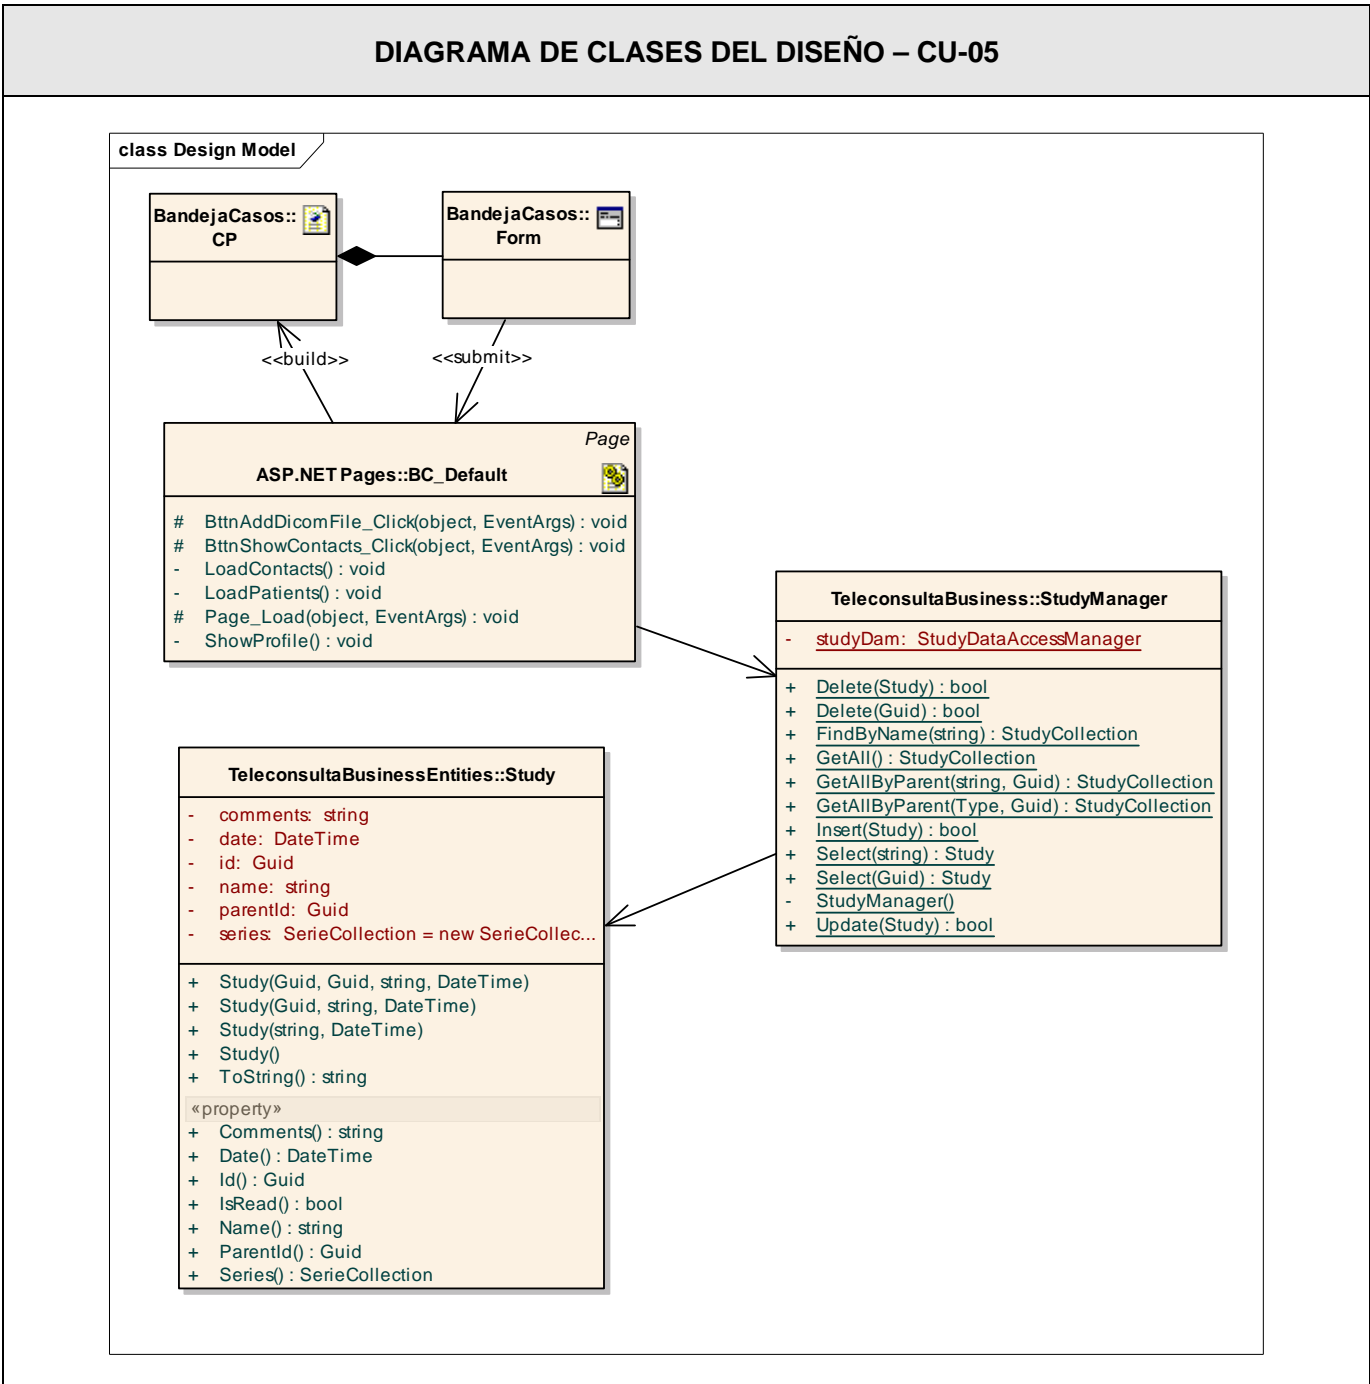 DIAGRAMA DE CLASES DEL DISEÑO – CU-05
class Design Model
BandejaCasos::
CP
BandejaCasos::
Form
<<build>>
<<submit>>
Page
ASP.NET Pages::BC_Default
# BttnAddDicomFile_Click(object, EventArgs) : void
# BttnShowContacts_Click(object, EventArgs) : void
- LoadContacts() : void
- LoadPatients() : void
# Page_Load(object, EventArgs) : void
- ShowProfile() : void
TeleconsultaBusiness::StudyManager
- studyDam: StudyDataAccessManager
+ Delete(Study) : bool
+ Delete(Guid) : bool
+ FindByName(string) : StudyCollection
+ GetAll() : StudyCollection
+ GetAllByParent(string, Guid) : StudyCollection
+ GetAllByParent(Type, Guid) : StudyCollection
+ Insert(Study) : bool
+ Select(string) : Study
+ Select(Guid) : Study
- StudyManager()
+ Update(Study) : bool
TeleconsultaBusinessEntities::Study
- comments: string
- date: DateTime
- id: Guid
- name: string
- parentId: Guid
- series: SerieCollection = new SerieCollec...
+ Study(Guid, Guid, string, DateTime)
+ Study(Guid, string, DateTime)
+ Study(string, DateTime)
+ Study()
+ ToString() : string
«property»
+ Comments() : string
+ Date() : DateTime
+ Id() : Guid
+ IsRead() : bool
+ Name() : string
+ ParentId() : Guid
+ Series() : SerieCollection